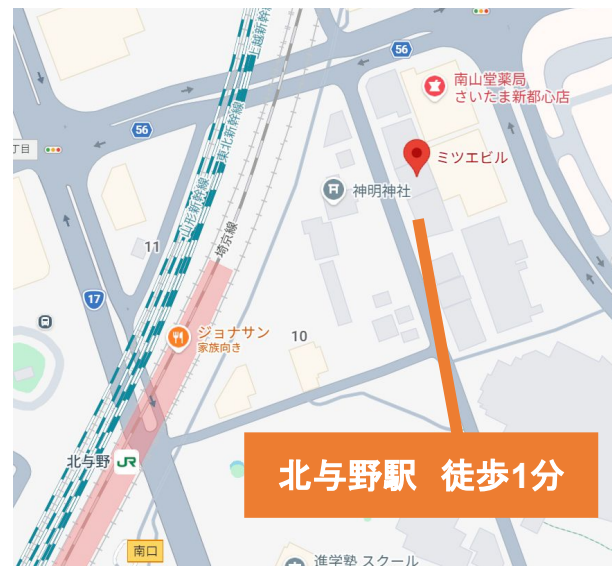 上越新幹線
東北新幹線
山形新幹線
埼京線
56
56
南山堂薬局
さいたま新都心店
丁目
ミツエビル
神明神社
11
17
ジョナサン
家族向き
10
北与野
JR
北与野駅 徒歩1分
南口
進学塾 スクール